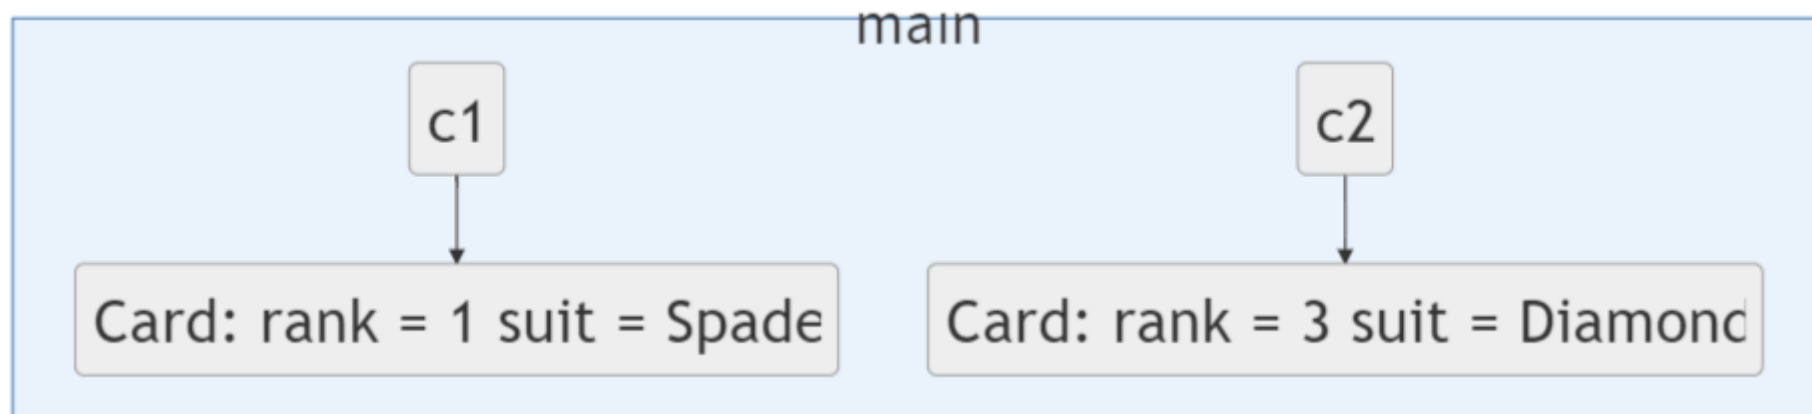 main
c1
c2
Card: rank = 1 suit = Spade
Card: rank = 3 suit = Diamond